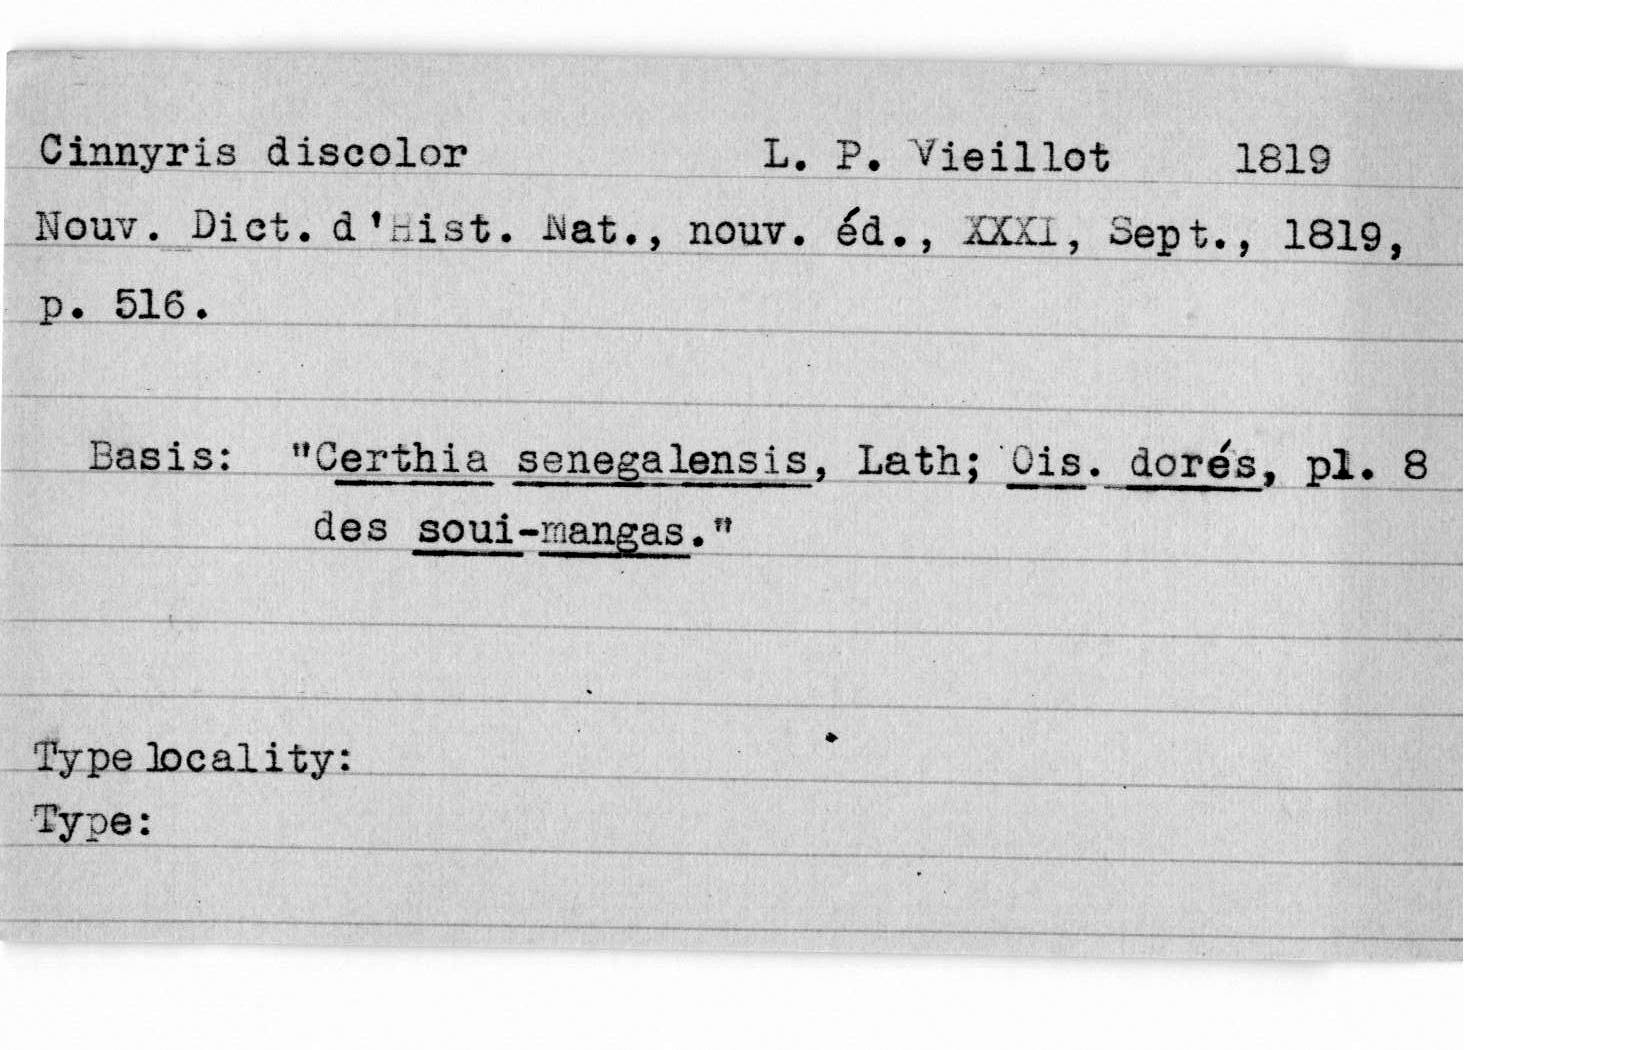 Cinnyris discolor L. P. Vieillot 1819
Nouv. Dict. d'Hist. Nat., nouv. éd., XXXI, Sept., 1819,
p. 516.
Basis: "Certhia senegalensis, Lath; Ois. dorés, pl. 8
des soui-mangas."
Type locality:
Type: